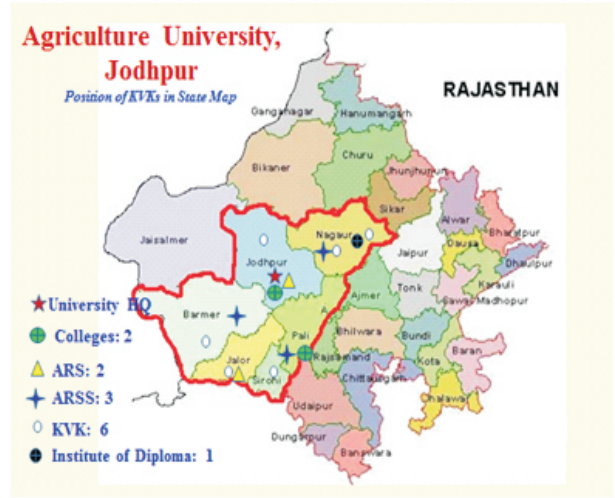 Agriculture University,
Jodhpur
Position of KVKs in State Map
RAJASTHAN
Ganganagar
Hanumangarh
Churu
Bikaner
Jhunjhunun
Sikar
Alwar
Bharatpur
Nagaur
Jaisalmer
Jaipur
Dausa
Dhaulpur
Jodhpur
Karauli
Ajmer
Tonk
Sawai Madhopur
University HQ
Barmer
Colleges: 2
Pali
Bhilwara
Bundi
Baran
Jalor
Rajsamand
Kota
ARS: 2
Sirohi
Chittaurgarh
ARSS: 3
Udaipur
Jhalawar
KVK: 6
Dungarpur
Institute of Diploma: 1
Banswara